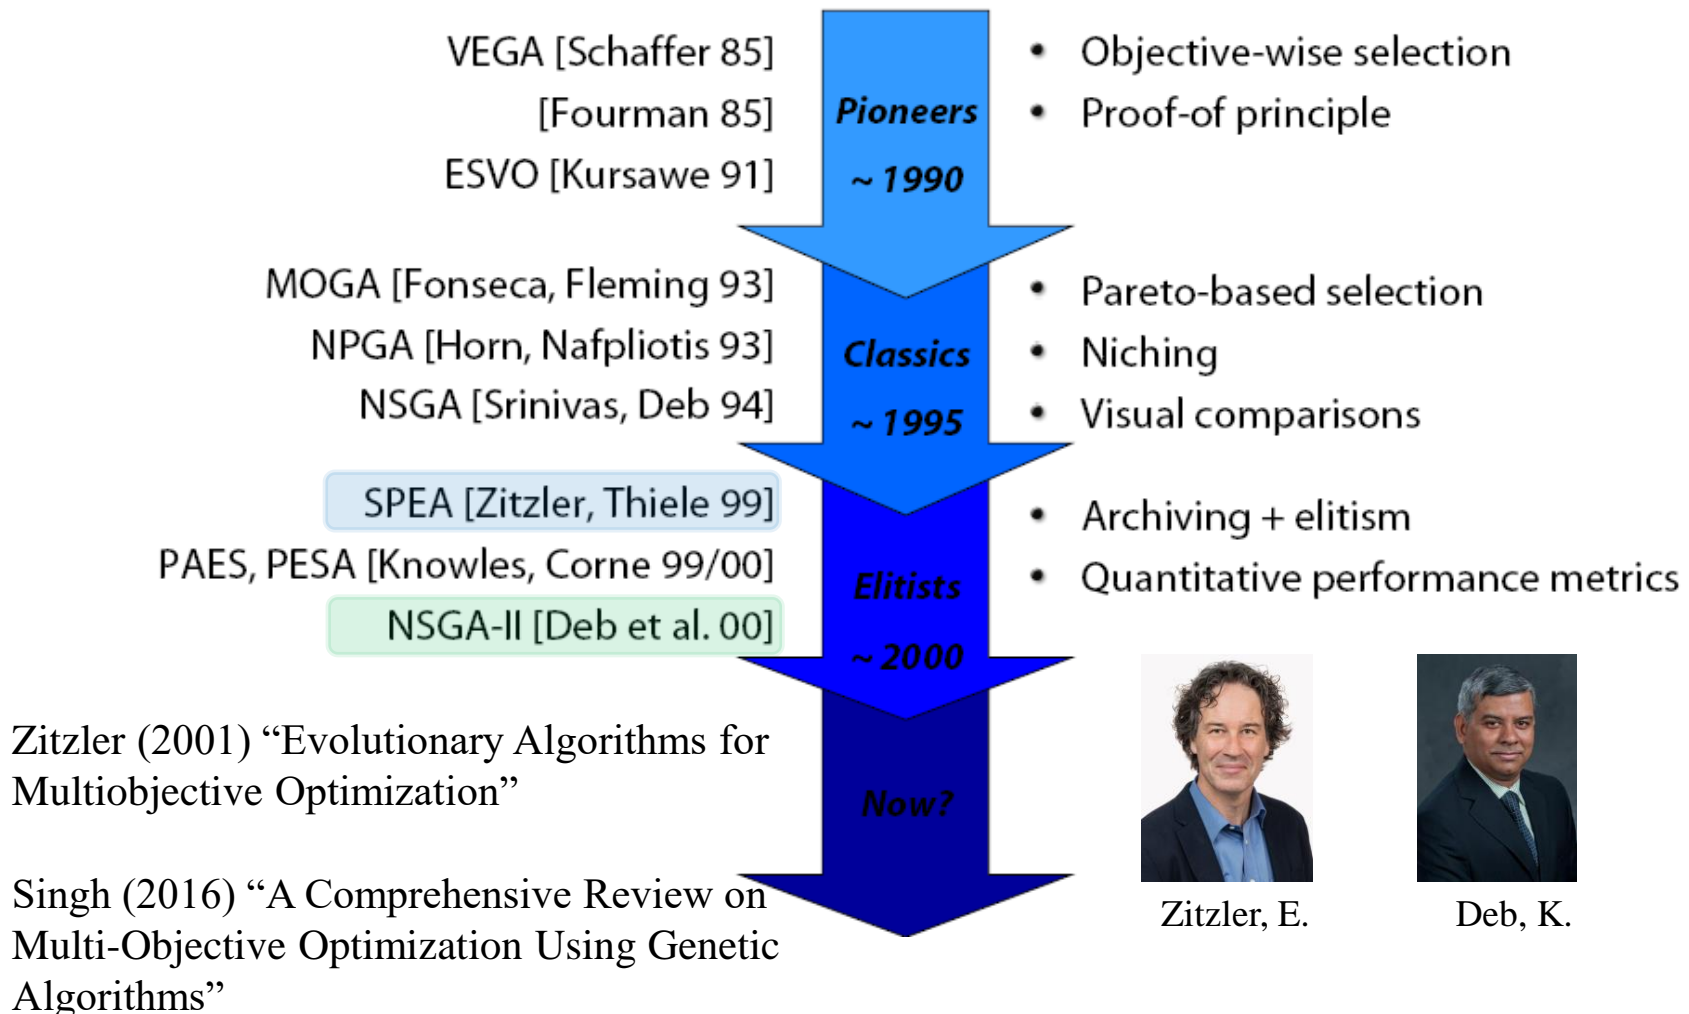 VEGA [Schaffer 85]
[Fourman 85]
ESVO [Kursawe 91]
Pioneers
~ 1990
• Objective-wise selection
• Proof-of principle
MOGA [Fonseca, Fleming 93]
NPGA [Horn, Nafpliotis 93]
NSGA [Srinivas, Deb 94]
Classics
~ 1995
• Pareto-based selection
• Niching
• Visual comparisons
SPEA [Zitzler, Thiele 99]
PAES, PESA [Knowles, Corne 99/00]
NSGA-II [Deb et al. 00]
Elitists
~ 2000
• Archiving + elitism
• Quantitative performance metrics
Now?
Zitzler (2001) “Evolutionary Algorithms for
Multiobjective Optimization”
Singh (2016) “A Comprehensive Review on
Multi-Objective Optimization Using Genetic
Algorithms”
Zitzler, E.
Deb, K.